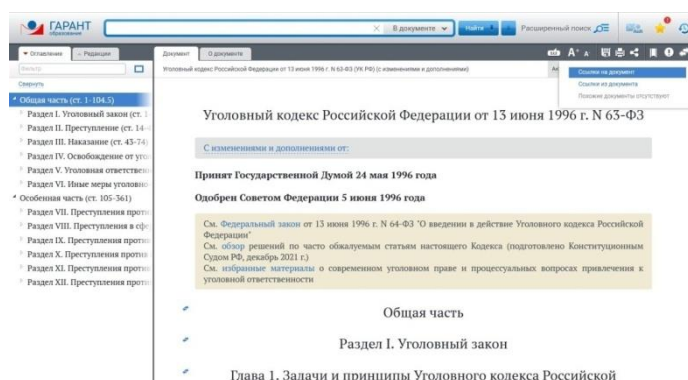 ГАРАНТ
образование
В документе
Найти
Расширенный поиск
Оглавление
Редакции
Документ
О документе
Фильтр
Уголовный кодекс Российской Федерации от 13 июня 1996 г. N 63-ФЗ (УК РФ) (с изменениями и дополнениями)
Ссылки на документ
Ссылки из документа
Похожие документы отсутствуют
Свернуть
Общая часть (ст. 1-104.5)
Раздел I. Уголовный закон (ст. 1
Раздел II. Преступление (ст. 14-
Раздел III. Наказание (ст. 43-74)
Раздел IV. Освобождение от уго
Раздел V. Уголовная ответствен
Раздел VI. Иные меры уголовно
Особенная часть (ст. 105-361)
Раздел VII. Преступления проти
Раздел VIII. Преступления в сфе
Раздел IX. Преступления против
Раздел X. Преступления против
Раздел XI. Преступления против
Раздел XII. Преступления проти
Уголовный кодекс Российской Федерации от 13 июня 1996 г. N 63-ФЗ
С изменениями и дополнениями от:
Принят Государственной Думой 24 мая 1996 года
Одобрен Советом Федерации 5 июня 1996 года
См. Федеральный закон от 13 июня 1996 г. N 64-ФЗ "О введении в действие Уголовного кодекса Российской
Федерации"
См. обзор решений по часто обжалуемым статьям настоящего Кодекса (подготовлено Конституционным
Судом РФ, декабрь 2021 г.)
См. избранные материалы о современном уголовном праве и процессуальных вопросах привлечения к
уголовной ответственности
Общая часть
Раздел I. Уголовный закон
Глава 1. Задачи и принципы Уголовного кодекса Российской